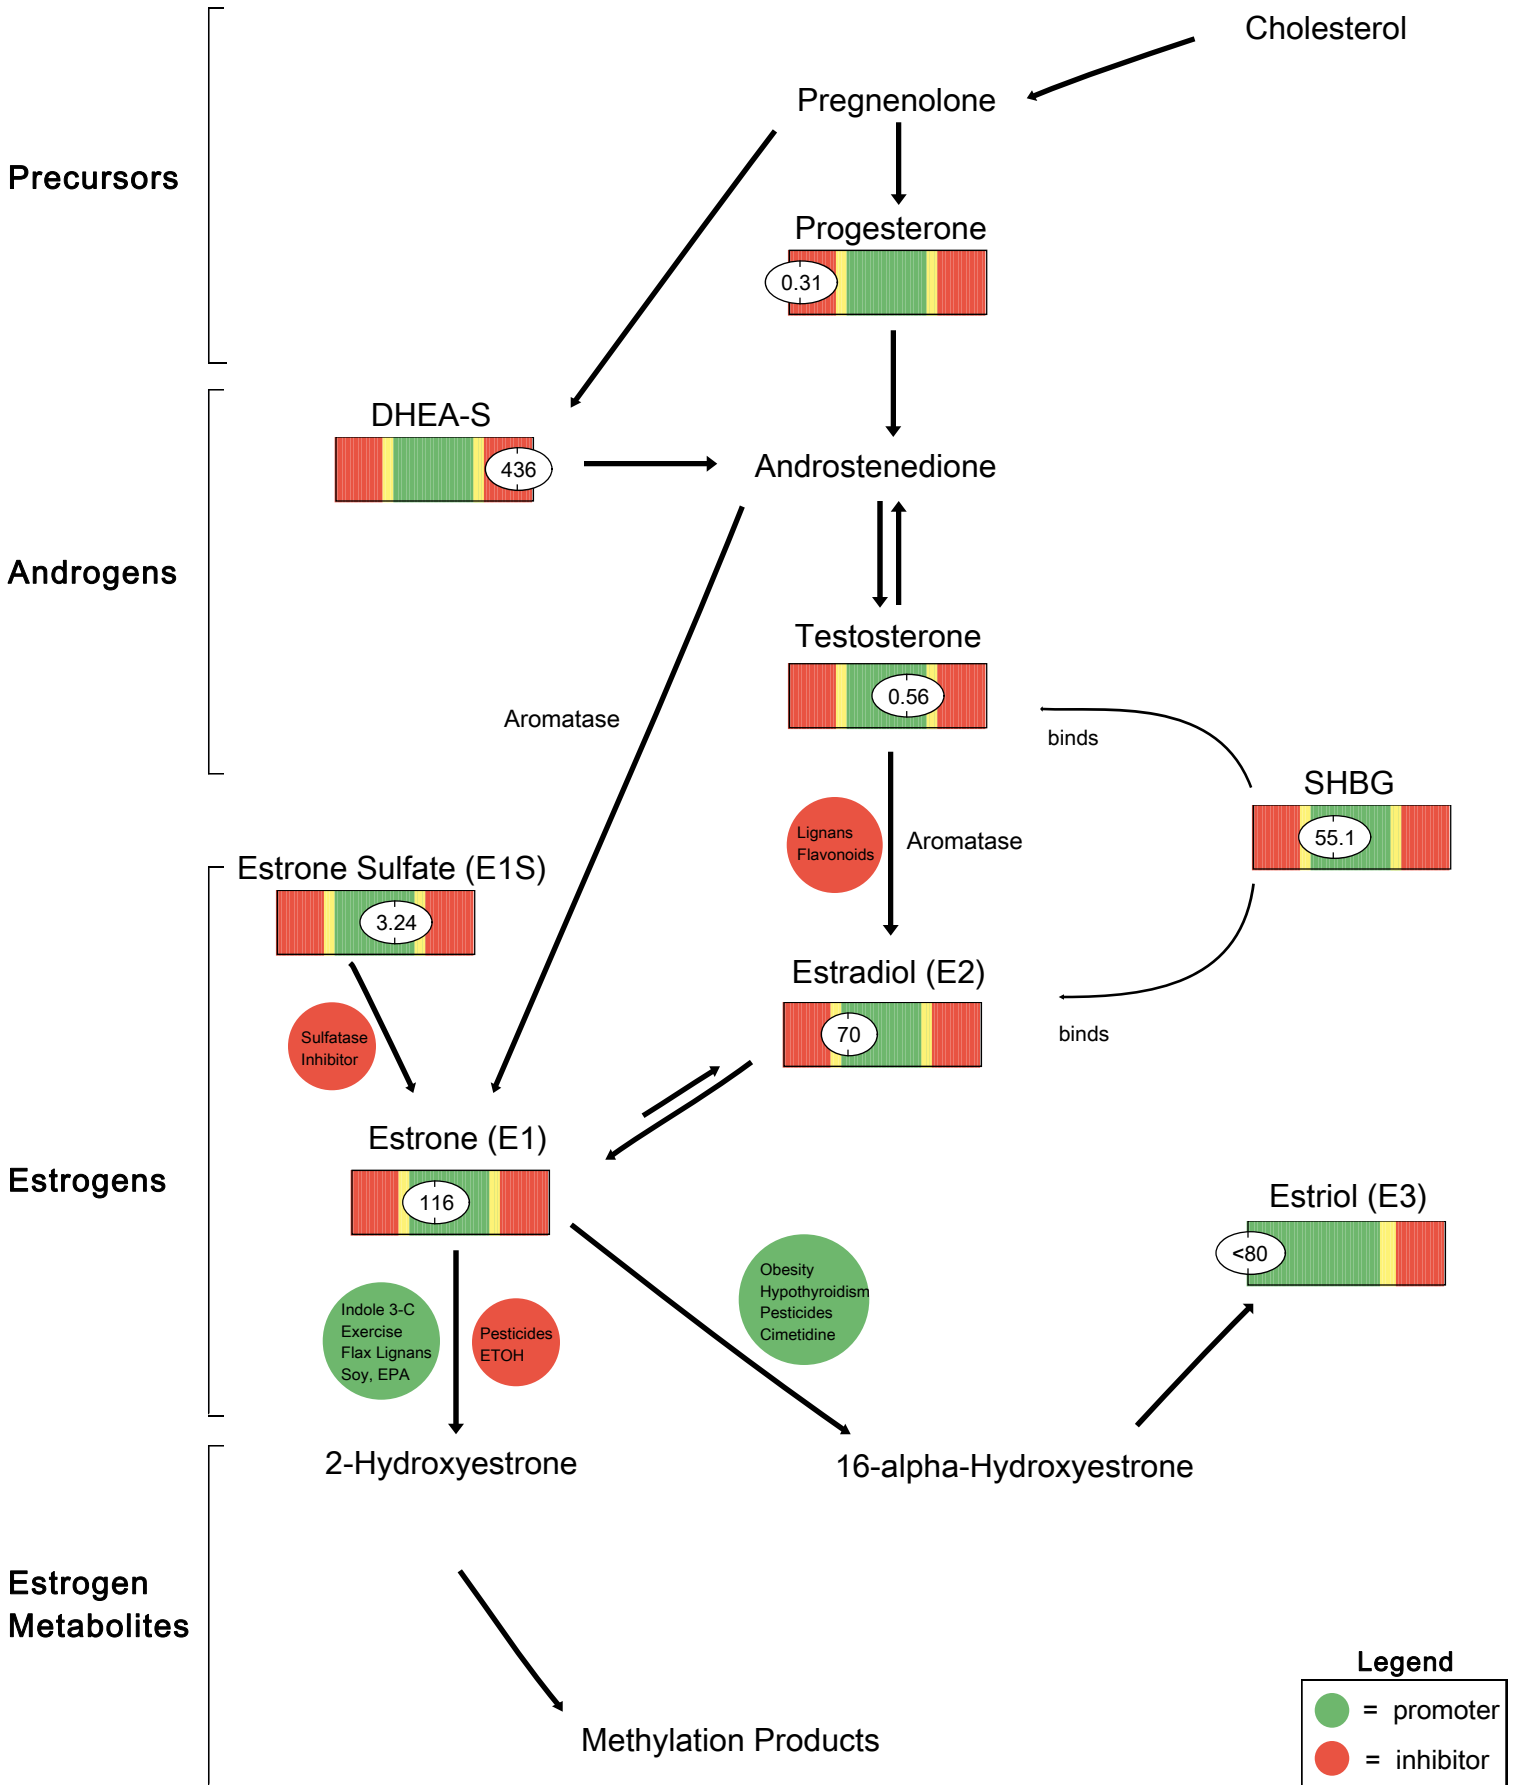 Cholesterol
Pregnenolone
Precursors
Progesterone
0.31
DHEA-S
436
Androstenedione
Androgens
Testosterone
0.56
Aromatase
binds
SHBG
55.1
Lignans
Flavonoids
Aromatase
Estrone Sulfate (E1S)
3.24
Estradiol (E2)
70
binds
Sulfatase
Inhibitor
Estrone (E1)
116
Estrogens
Estriol (E3)
<80
Obesity
Hypothyroidism
Pesticides
Cimetidine
Indole 3-C
Exercise
Flax Lignans
Soy, EPA
Pesticides
ETOH
2-Hydroxyestrone
16-alpha-Hydroxyestrone
Estrogen
Metabolites
Methylation Products
Legend
= promoter
= inhibitor